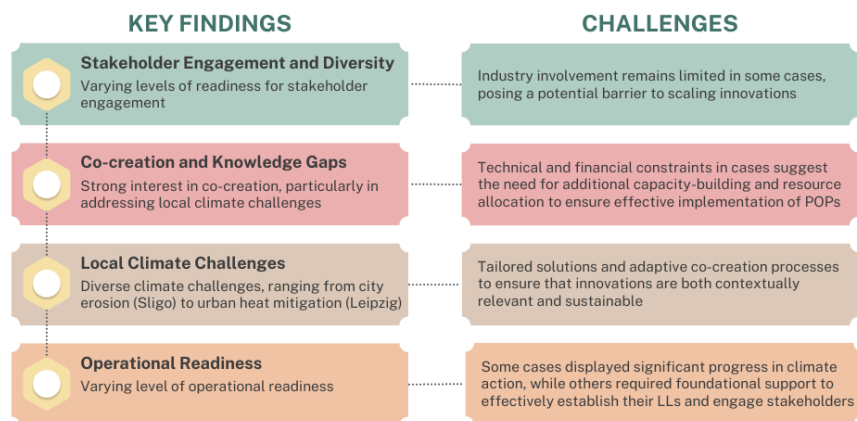 KEY FINDINGS
CHALLENGES
Stakeholder Engagement and Diversity
Varying levels of readiness for stakeholder
engagement
Industry involvement remains limited in some cases,
posing a potential barrier to scaling innovations
Co-creation and Knowledge Gaps
Strong interest in co-creation, particularly in
addressing local climate challenges
Technical and financial constraints in cases suggest
the need for additional capacity-building and resource
allocation to ensure effective implementation of POPs
Local Climate Challenges
Diverse climate challenges, ranging from city
erosion (Sligo) to urban heat mitigation (Leipzig)
Tailored solutions and adaptive co-creation processes
to ensure that innovations are both contextually
relevant and sustainable
Operational Readiness
Varying level of operational readiness
Some cases displayed significant progress in climate
action, while others required foundational support to
effectively establish their LLs and engage stakeholders